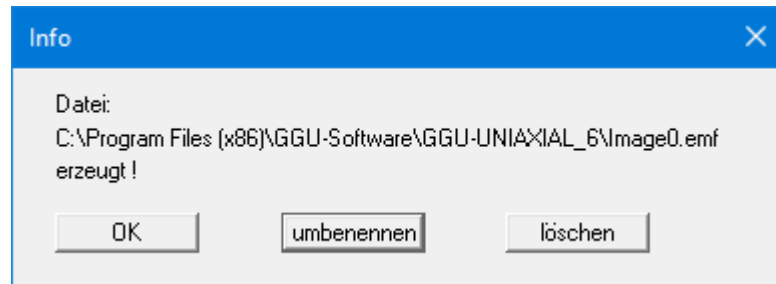 Info
Datei:
C:\Program Files (x86)\GGU-Software\GGU-UNIAXIAL_6\Image0.emf
erzeugt !
OK umbenennen löschen